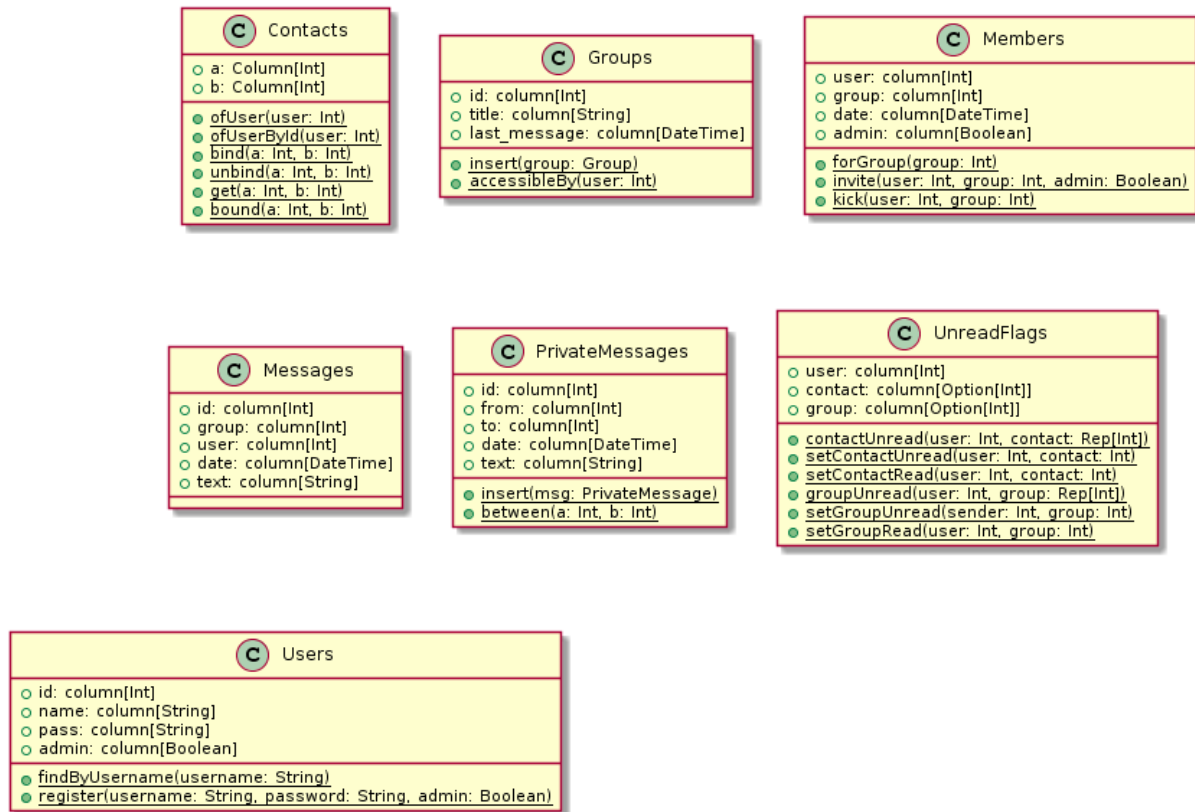 C Contacts
a: Column[Int]
b: Column[Int]
ofUser(user: Int)
ofUserById(user: Int)
bind(a: Int, b: Int)
unbind(a: Int, b: Int)
get(a: Int, b: Int)
bound(a: Int, b: Int)
C Groups
id: column[Int]
title: column[String]
last_message: column[DateTime]
insert(group: Group)
accessibleBy(user: Int)
C Members
user: column[Int]
group: column[Int]
date: column[DateTime]
admin: column[Boolean]
forGroup(group: Int)
invite(user: Int, group: Int, admin: Boolean)
kick(user: Int, group: Int)
C Messages
id: column[Int]
group: column[Int]
user: column[Int]
date: column[DateTime]
text: column[String]
C PrivateMessages
id: column[Int]
from: column[Int]
to: column[Int]
date: column[DateTime]
text: column[String]
insert(msg: PrivateMessage)
between(a: Int, b: Int)
C UnreadFlags
user: column[Int]
contact: column[Option[Int]]
group: column[Option[Int]]
contactUnread(user: Int, contact: Rep[Int])
setContactUnread(user: Int, contact: Int)
setContactRead(user: Int, contact: Int)
groupUnread(user: Int, group: Rep[Int])
setGroupUnread(sender: Int, group: Int)
setGroupRead(user: Int, group: Int)
C Users
id: column[Int]
name: column[String]
pass: column[String]
admin: column[Boolean]
findByUsername(username: String)
register(username: String, password: String, admin: Boolean)